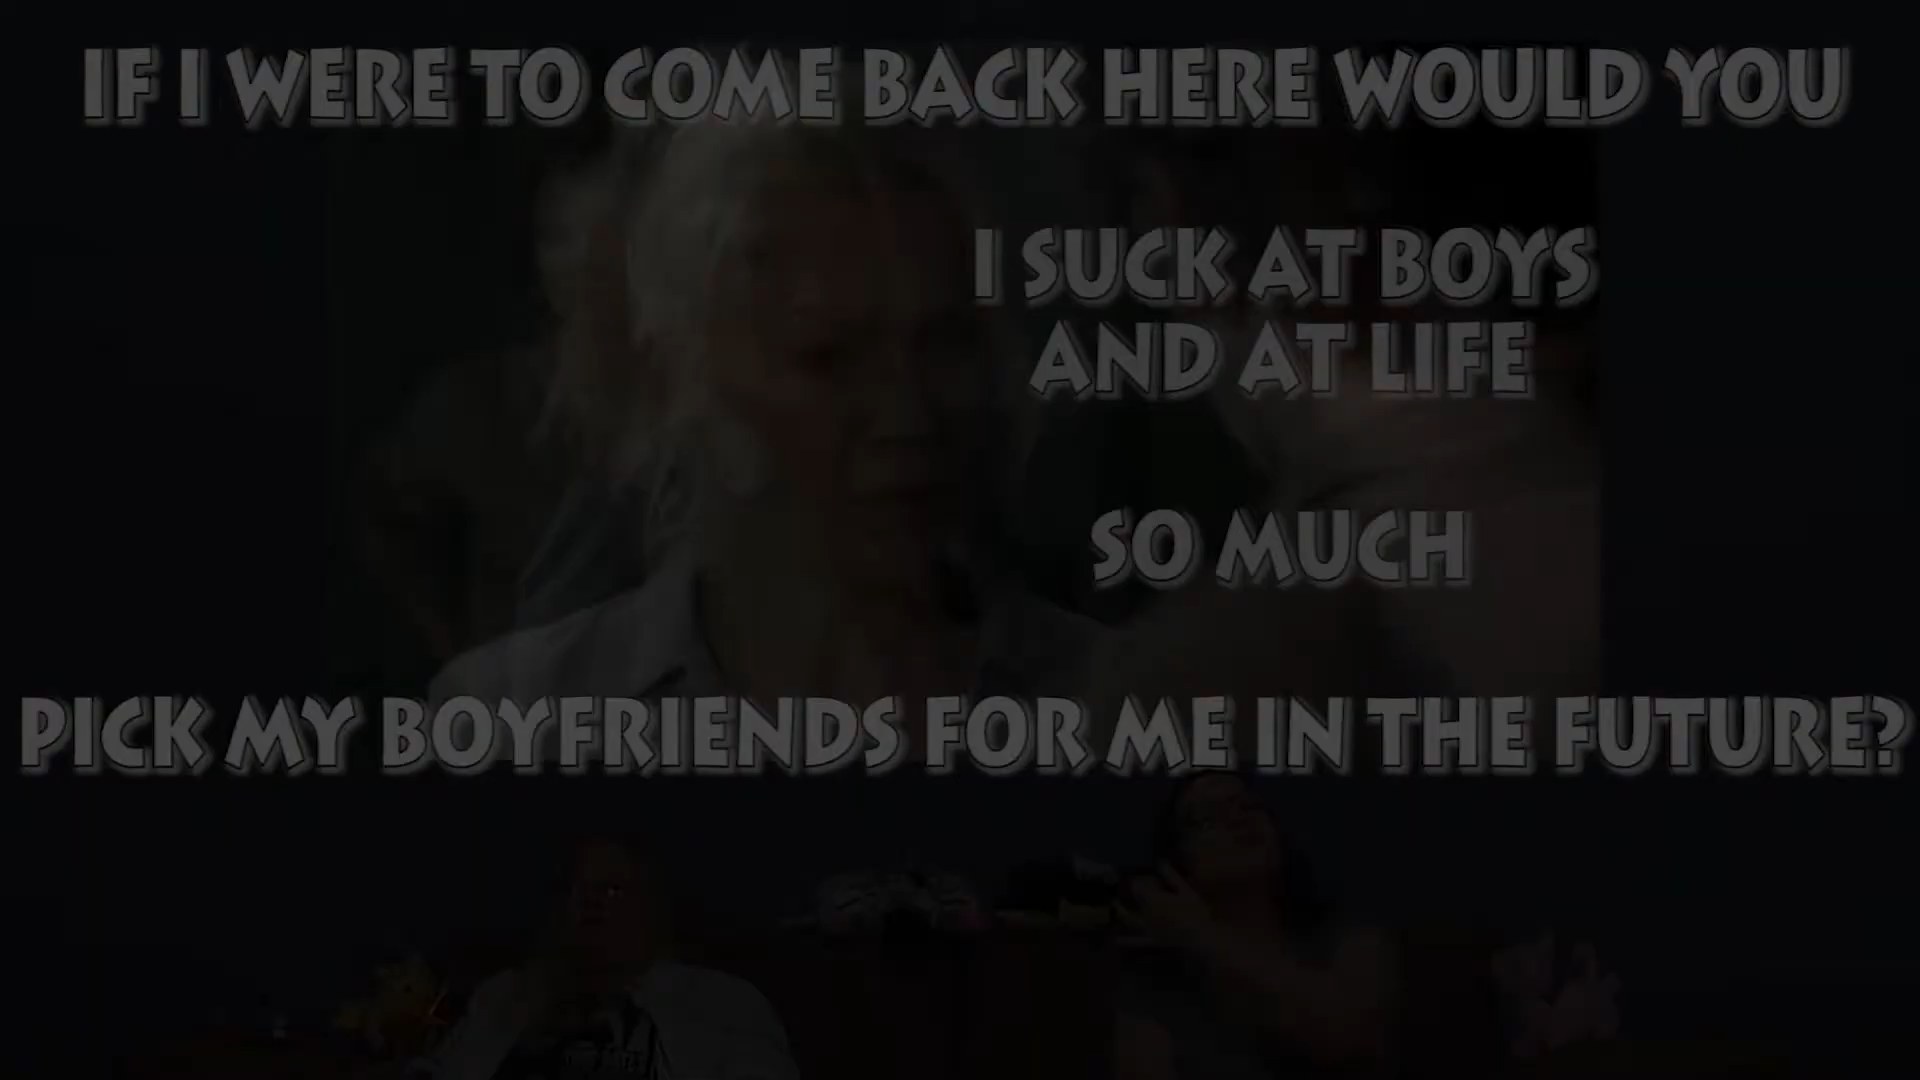 IF I WERE TO COME BACK HERE WOULD YOU
I SUCK AT BOYS
AND AT LIFE
SO MUCH
PICK MY BOYFRIENDS FOR ME IN THE FUTURE?